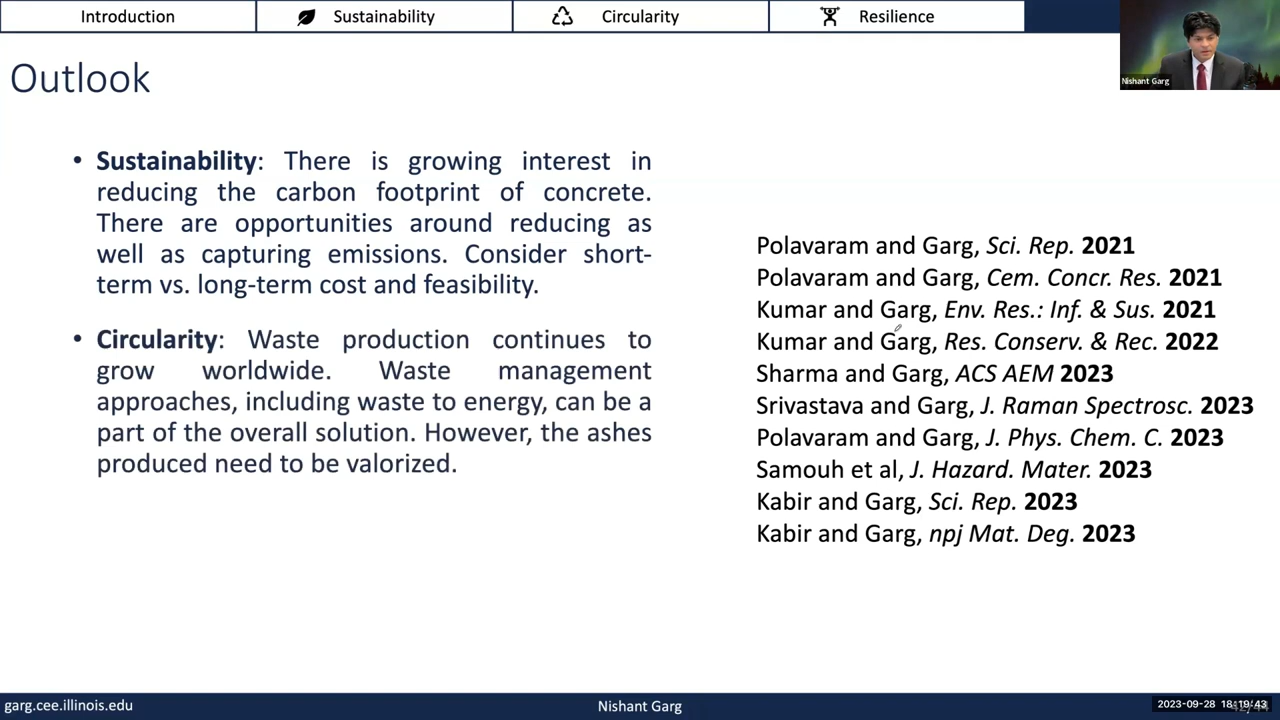 Introduction
Sustainability
Circularity
Resilience
Nishant Garg
Outlook
• Sustainability: There is growing interest in
reducing the carbon footprint of concrete.
There are opportunities around reducing as
well as capturing emissions. Consider short-
term vs. long-term cost and feasibility.
• Circularity: Waste production continues to
grow worldwide. Waste management
approaches, including waste to energy, can be a
part of the overall solution. However, the ashes
produced need to be valorized.
Polavaram and Garg, Sci. Rep. 2021
Polavaram and Garg, Cem. Concr. Res. 2021
Kumar and Garg, Env. Res.: Inf. & Sus. 2021
Kumar and Garg, Res. Conserv. & Rec. 2022
Sharma and Garg, ACS AEM 2023
Srivastava and Garg, J. Raman Spectrosc. 2023
Polavaram and Garg, J. Phys. Chem. C. 2023
Samouh et al, J. Hazard. Mater. 2023
Kabir and Garg, Sci. Rep. 2023
Kabir and Garg, npj Mat. Deg. 2023
garg.cee.illinois.edu
Nishant Garg
2023-09-28 18:19:43